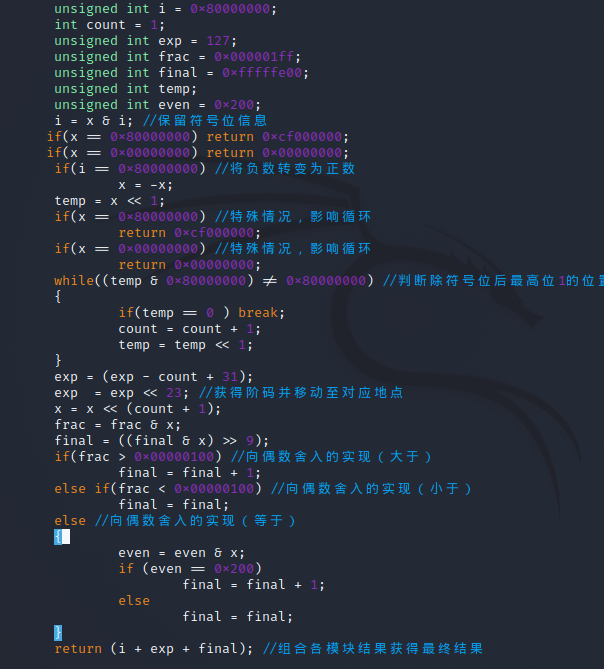 unsigned int i = 0×80000000;
int count = 1;
unsigned int exp = 127;
unsigned int frac = 0×000001ff;
unsigned int final = 0×fffffe00;
unsigned int temp;
unsigned int even = 0×200;
i = x & i; //保留符号位信息
if(x == 0×80000000) return 0×cf000000;
if(x == 0×00000000) return 0×00000000;
if(i == 0×80000000) //将负数转变为正数
x = -x;
temp = x << 1;
if(x == 0×80000000) //特殊情况，影响循环
return 0×cf000000;
if(x == 0×00000000) //特殊情况，影响循环
return 0×00000000;
while((temp & 0×80000000) ≠ 0×80000000) //判断除符号位后最高位1的位置
{
if(temp == 0 ) break;
count = count + 1;
temp = temp << 1;
}
exp = (exp - count + 31);
exp  = exp << 23; //获得阶码并移动至对应地点
x = x << (count + 1);
frac = frac & x;
final = ((final & x) >> 9);
if(frac > 0×00000100) //向偶数舍入的实现（大于）
final = final + 1;
else if(frac < 0×00000100) //向偶数舍入的实现（小于）
final = final;
else //向偶数舍入的实现（等于）
{
even = even & x;
if (even == 0×200)
final = final + 1;
else
final = final;
}
return (i + exp + final); //组合各模块结果获得最终结果